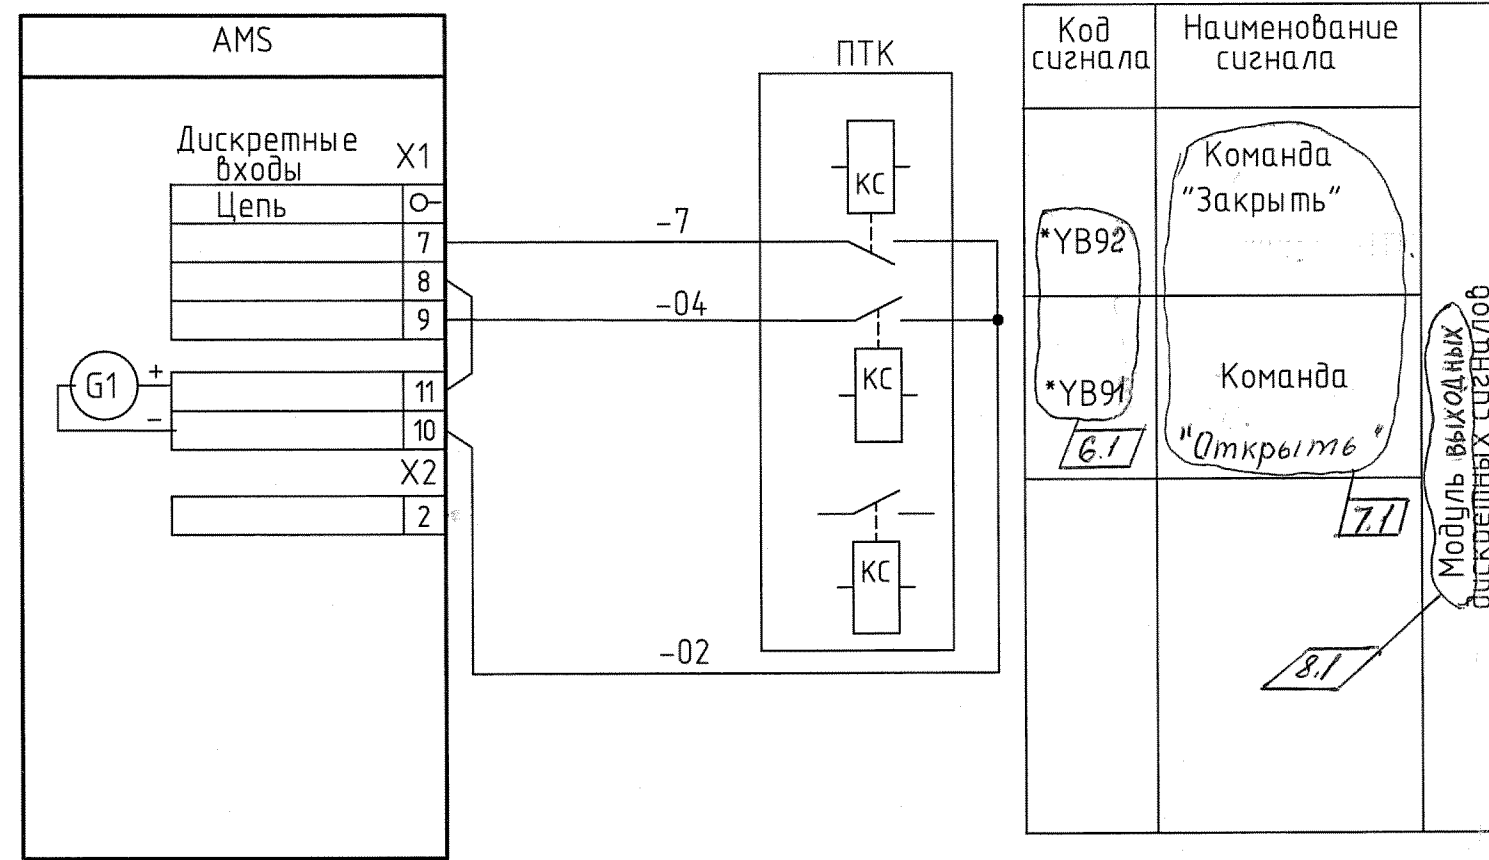 AMS
Дискретные
входы
X1
Цепь
7
8
9
G1
+
−
11
10
X2
2
-7
-04
-02
ПТК
КС
КС
КС
Код
сигнала
Наименование
сигнала
*YB92
Команда
"Закрыть"
*YB91
Команда
"Открыть"
6.1
7.1
8.1
Модуль выходных
дискретных сигналов